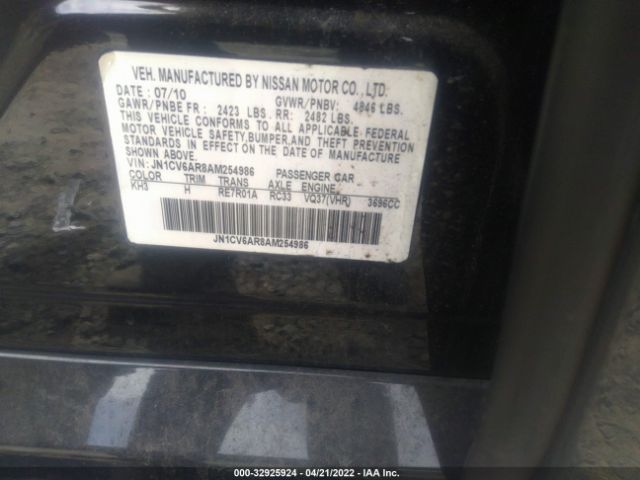 VEH. MANUFACTURED BY NISSAN MOTOR CO., LTD.
DATE: 07/10 GVWR/PNBV: 4846 LBS.
GAWR/PNBE FR: 2423 LBS. RR: 2482 LBS.
THIS VEHICLE CONFORMS TO ALL APPLICABLE FEDERAL
MOTOR VEHICLE SAFETY,BUMPER,AND THEFT PREVENTION
STANDARDS IN EFFECT ON THE DATE OF MANUFACTURE
SHOWN ABOVE.
VIN: JN1CV6AR8AM254986 PASSENGER CAR
COLOR TRIM TRANS AXLE ENGINE
KH3 H RE7R01A RC33 VQ37(VHR) 3696CC
JN1CV6AR8AM254986
000-32925924 - 04/21/2022 - IAA Inc.